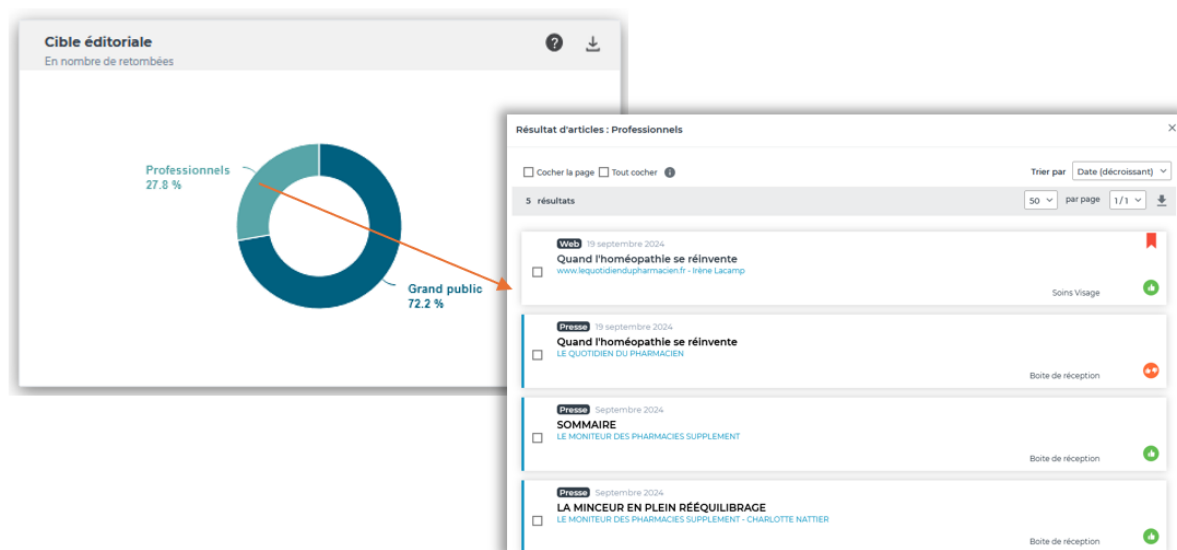 Cible éditoriale
En nombre de retombées
?
Professionnels
27.8 %
Grand public
72.2 %
Résultat d'articles : Professionnels
Cocher la page Tout cocher i
Trier par Date (décroissant)
5 résultats
50 par page 1 / 1
Web 19 septembre 2024
Quand l'homéopathie se réinvente
www.lequotidiendupharmacien.fr - Irène Lacamp
Soins Visage
Presse 19 septembre 2024
Quand l'homéopathie se réinvente
LE QUOTIDIEN DU PHARMACIEN
Boite de réception
Presse Septembre 2024
SOMMAIRE
LE MONITEUR DES PHARMACIES SUPPLEMENT
Boite de réception
Presse Septembre 2024
LA MINCEUR EN PLEIN RÉÉQUILIBRAGE
LE MONITEUR DES PHARMACIES SUPPLEMENT - CHARLOTTE NATTIER
Boite de réception